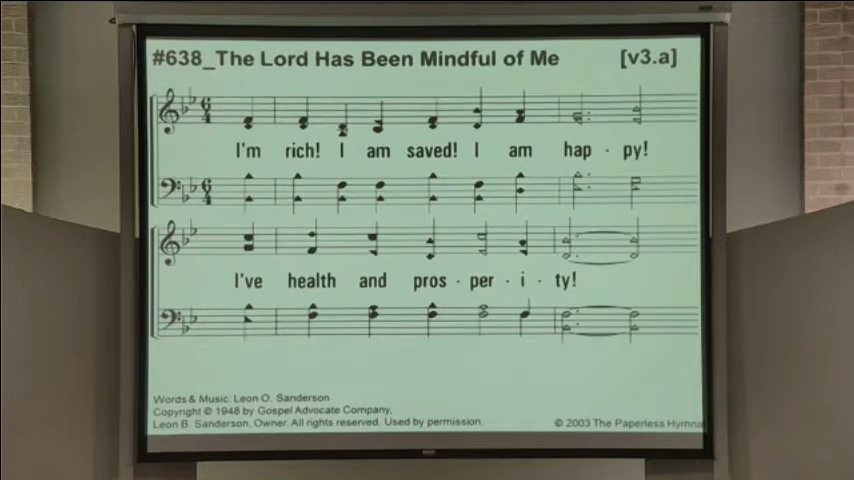 #638_The Lord Has Been Mindful of Me [v3.a]
I'm rich! I am saved! I am hap - py!
I've health and pros - per - i - ty!
Words & Music: Leon O. Sanderson
Copyright © 1948 by Gospel Advocate Company,
Leon B. Sanderson, Owner. All rights reserved. Used by permission.
© 2003 The Paperless Hymna